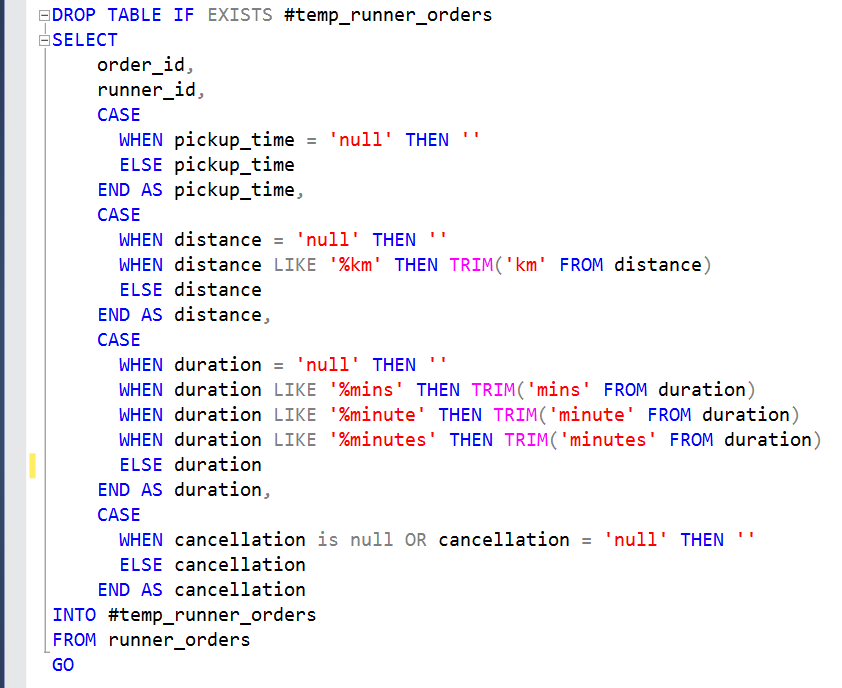 DROP TABLE IF EXISTS #temp_runner_orders
SELECT
    order_id,
    runner_id,
    CASE
      WHEN pickup_time = 'null' THEN ''
      ELSE pickup_time
    END AS pickup_time,
    CASE
      WHEN distance = 'null' THEN ''
      WHEN distance LIKE '%km' THEN TRIM('km' FROM distance)
      ELSE distance
    END AS distance,
    CASE
      WHEN duration = 'null' THEN ''
      WHEN duration LIKE '%mins' THEN TRIM('mins' FROM duration)
      WHEN duration LIKE '%minute' THEN TRIM('minute' FROM duration)
      WHEN duration LIKE '%minutes' THEN TRIM('minutes' FROM duration)
      ELSE duration
    END AS duration,
    CASE
      WHEN cancellation is null OR cancellation = 'null' THEN ''
      ELSE cancellation
    END AS cancellation
INTO #temp_runner_orders
FROM runner_orders
GO